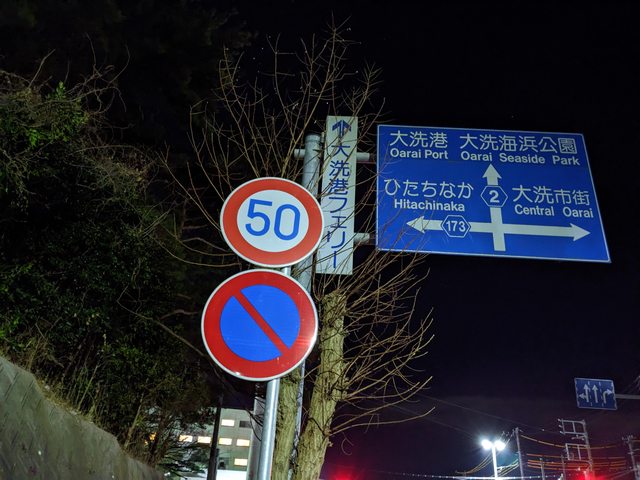 大洗港 大洗海浜公園
Oarai Port Oarai Seaside Park
ひたちなか
Hitachinaka
2
大洗市街
Central Oarai
173
大洗港フェリー
50